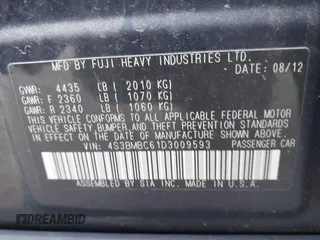 MFD BY FUJI HEAVY INDUSTRIES LTD.
DATE 08/12
GVWR: 4435 LB ( 2010 KG)
GAWR: F 2360 LB ( 1070 KG)
GAWR: R 2340 LB ( 1060 KG)
THIS VEHICLE CONFORMS TO ALL APPLICABLE FEDERAL MOTOR
VEHICLE SAFETY, BUMPER, AND THEFT PREVENTION STANDARDS
IN EFFECT ON THE DATE OF MANUFACTURE SHOWN ABOVE.
VIN: 4S3BMBC61D3009593 PASSENGER CAR
ASSEMBLED BY SIA INC. IN U.S.A.
DREAMBID